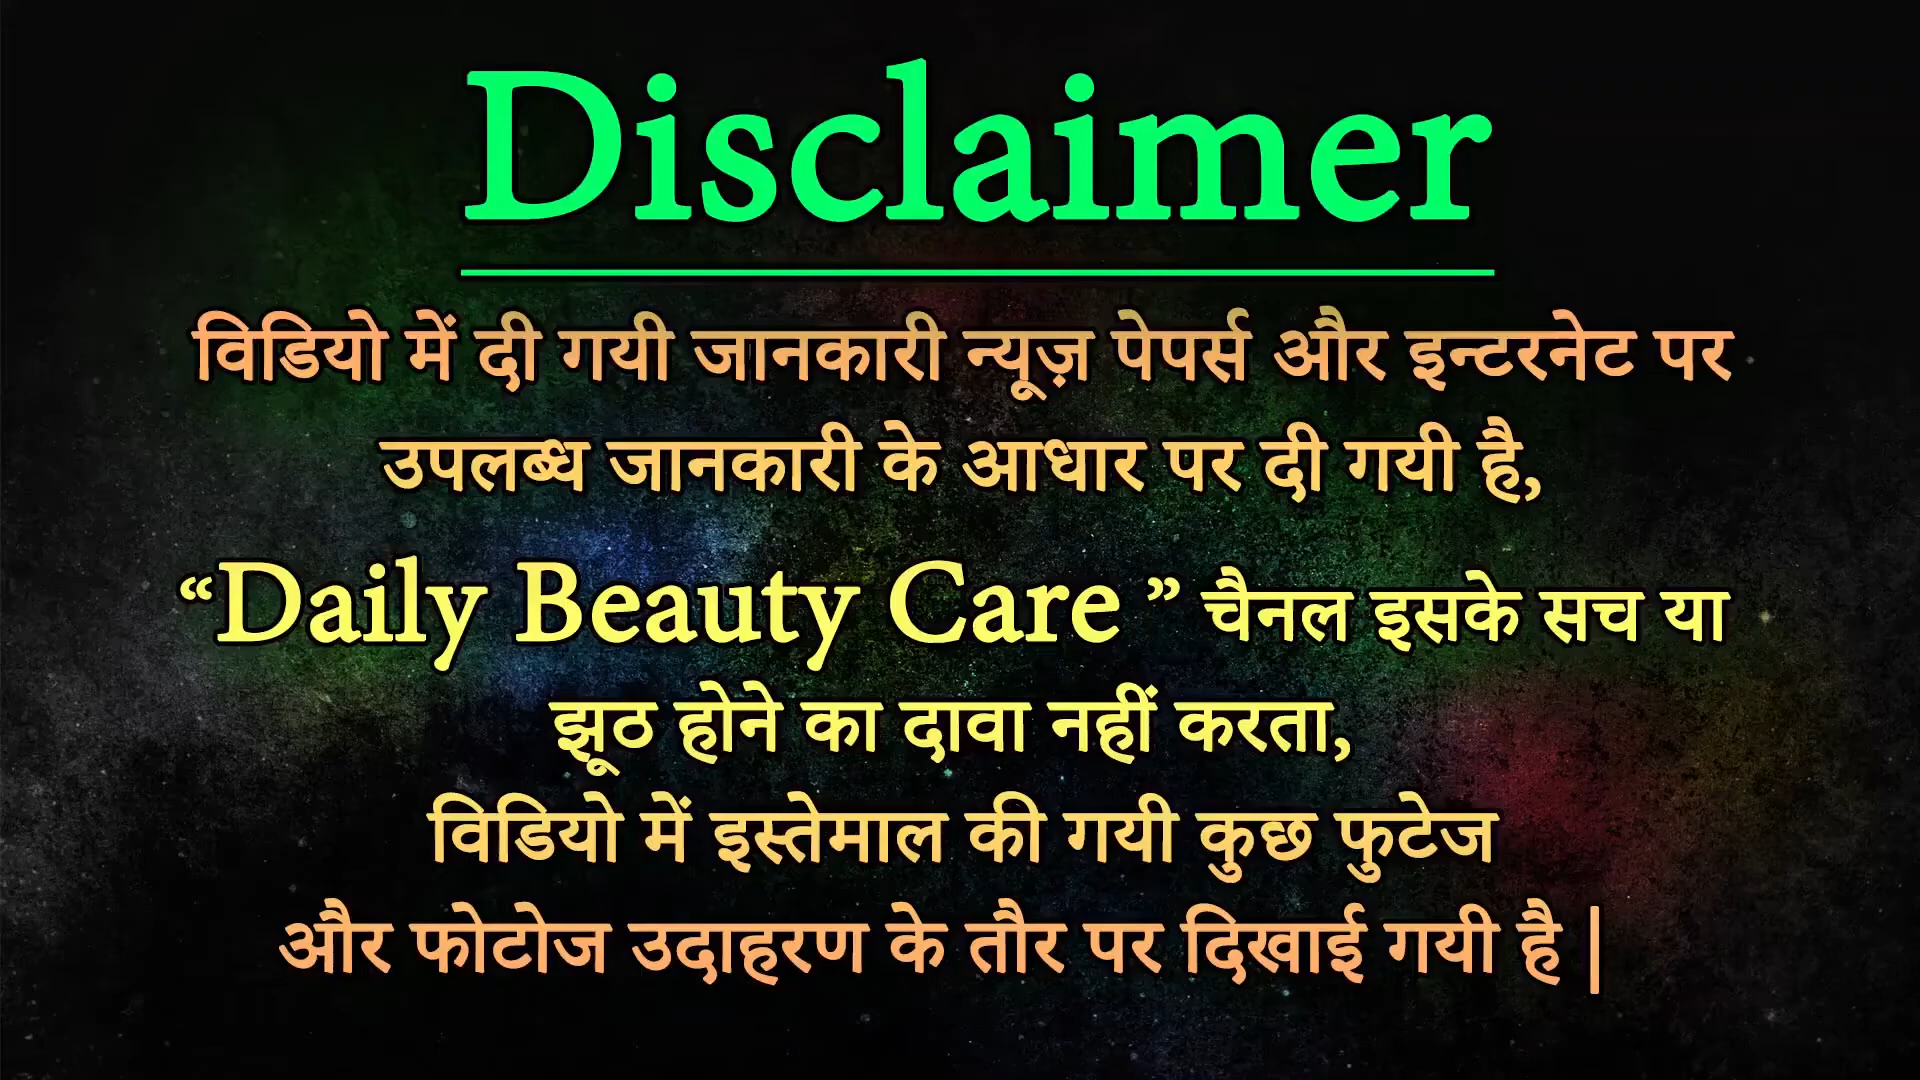 Disclaimer
विडियो में दी गयी जानकारी न्यूज़ पेपर्स और इन्टरनेट पर
उपलब्ध जानकारी के आधार पर दी गयी है,
“Daily Beauty Care ” चैनल इसके सच या
झूठ होने का दावा नहीं करता,
विडियो में इस्तेमाल की गयी कुछ फुटेज
और फोटोज उदाहरण के तौर पर दिखाई गयी है |